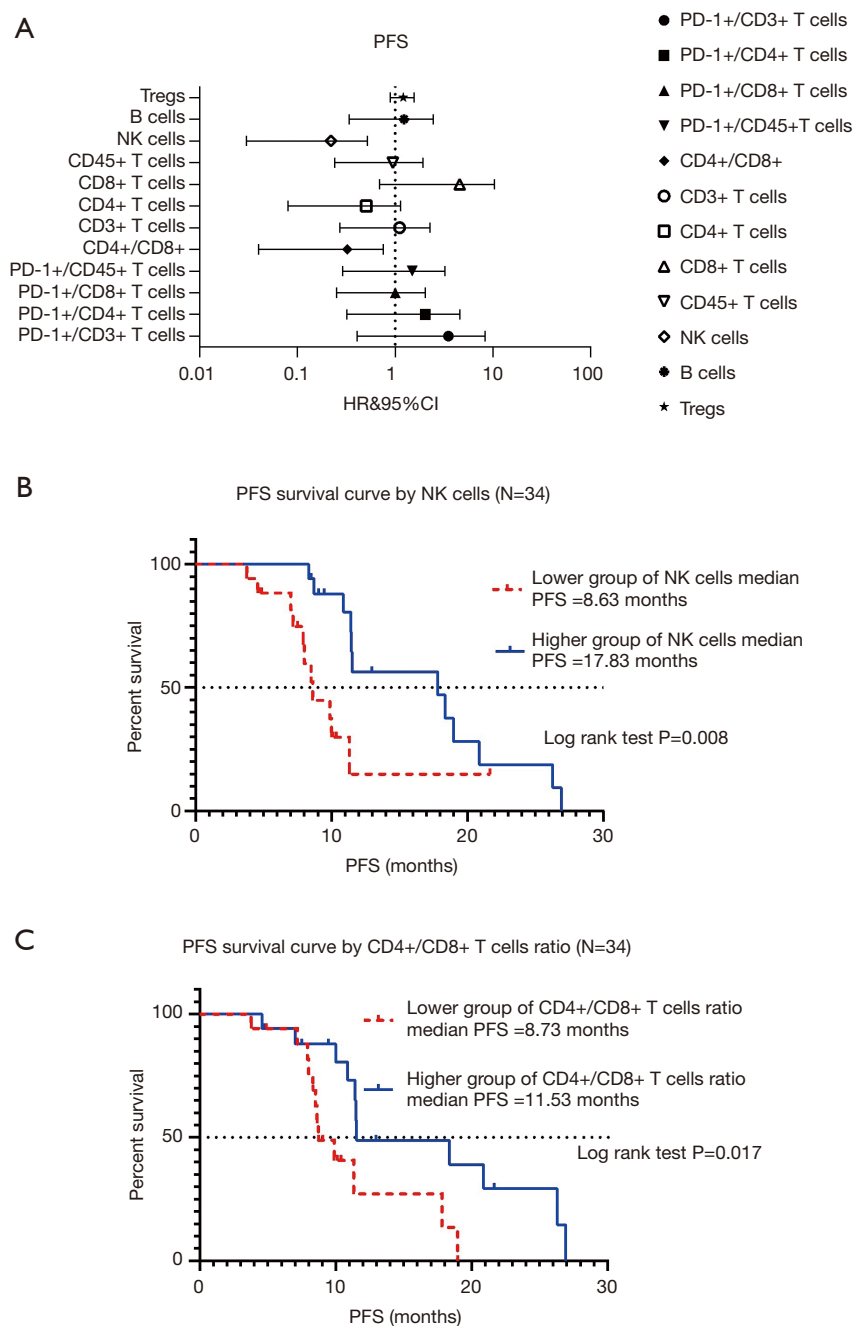 A
PFS
Tregs
B cells
NK cells
CD45+ T cells
CD8+ T cells
CD4+ T cells
CD3+ T cells
CD4+/CD8+
PD-1+/CD45+ T cells
PD-1+/CD8+ T cells
PD-1+/CD4+ T cells
PD-1+/CD3+ T cells
0.01
0.1
1
10
100
HR&95%CI
PD-1+/CD3+ T cells
PD-1+/CD4+ T cells
PD-1+/CD8+ T cells
PD-1+/CD45+T cells
CD4+/CD8+
CD3+ T cells
CD4+ T cells
CD8+ T cells
CD45+ T cells
NK cells
B cells
Tregs
B
PFS survival curve by NK cells (N=34)
Percent survival
100
50
0
Lower group of NK cells median
PFS =8.63 months
Higher group of NK cells median
PFS =17.83 months
Log rank test P=0.008
0
10
20
30
PFS (months)
C
PFS survival curve by CD4+/CD8+ T cells ratio (N=34)
Percent survival
100
50
0
Lower group of CD4+/CD8+ T cells ratio
median PFS =8.73 months
Higher group of CD4+/CD8+ T cells ratio
median PFS =11.53 months
Log rank test P=0.017
0
10
20
30
PFS (months)